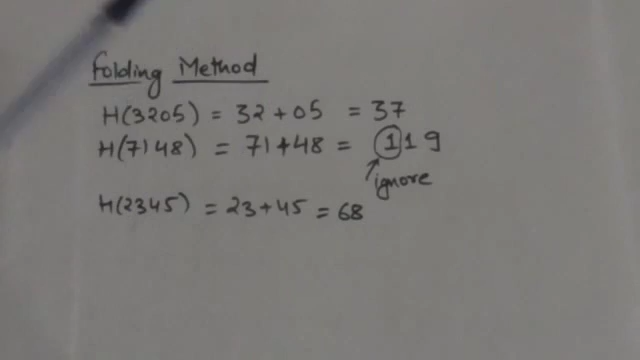 Folding Method
H(3205) = 32 + 05 = 37
H(7148) = 71 + 48 = 119
ignore
H(2345) = 23 + 45 = 68